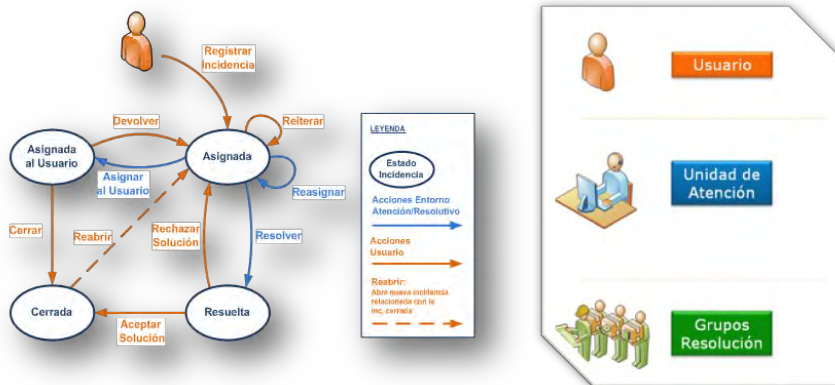 Registrar
Incidencia
Devolver
Reiterar
Asignada
al Usuario
Asignada
Asignar
al Usuario
Reasignar
Cerrar
Reabrir
Rechazar
Solución
Resolver
Cerrada
Resuelta
Aceptar
Solución
LEYENDA
Estado
Incidencia
Acciones Entorno
Atención/Resolutivo
Acciones
Usuario
Reabrir:
Abre nueva incidencia
relacionada con la
inc. cerrada
Usuario
Unidad de
Atención
Grupos
Resolución